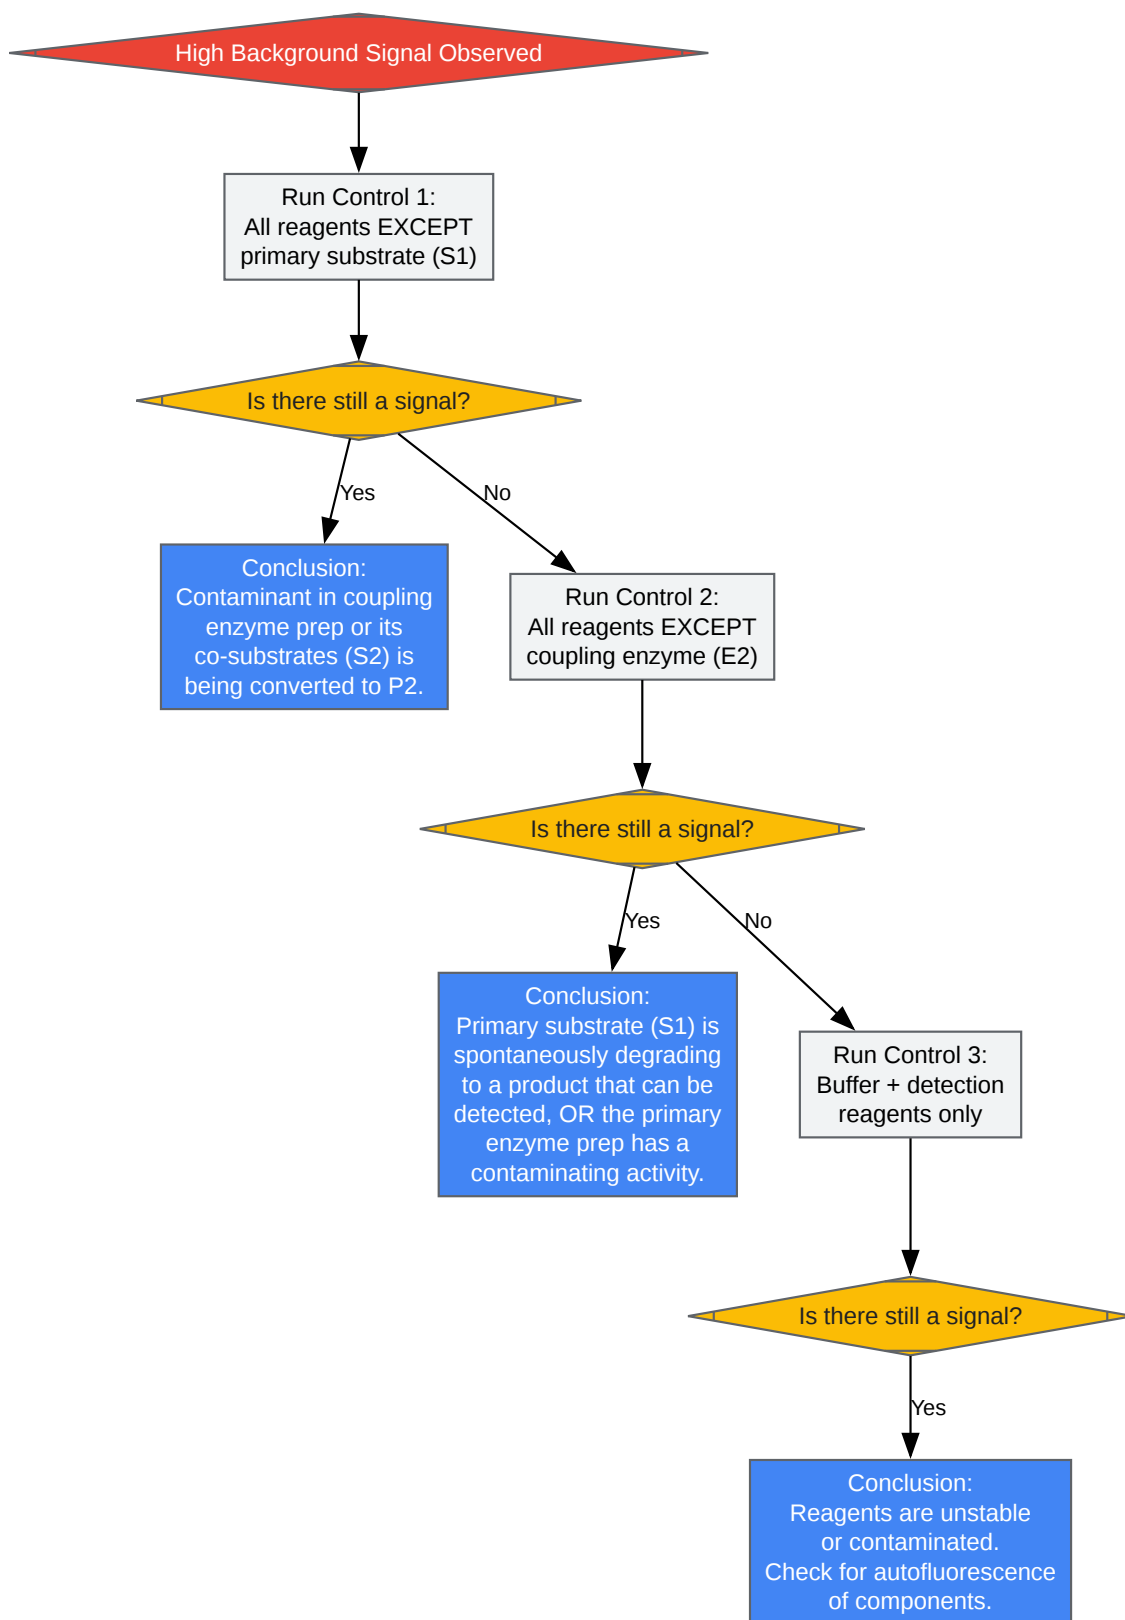 High Background Signal Observed
Run Control 1:
All reagents EXCEPT
primary substrate (S1)
Is there still a signal?
Yes
No
Conclusion:
Contaminant in coupling
enzyme prep or its
co-substrates (S2) is
being converted to P2.
Run Control 2:
All reagents EXCEPT
coupling enzyme (E2)
Is there still a signal?
Yes
No
Conclusion:
Primary substrate (S1) is
spontaneously degrading
to a product that can be
detected, OR the primary
enzyme prep has a
contaminating activity.
Run Control 3:
Buffer + detection
reagents only
Is there still a signal?
Yes
Conclusion:
Reagents are unstable
or contaminated.
Check for autofluorescence
of components.